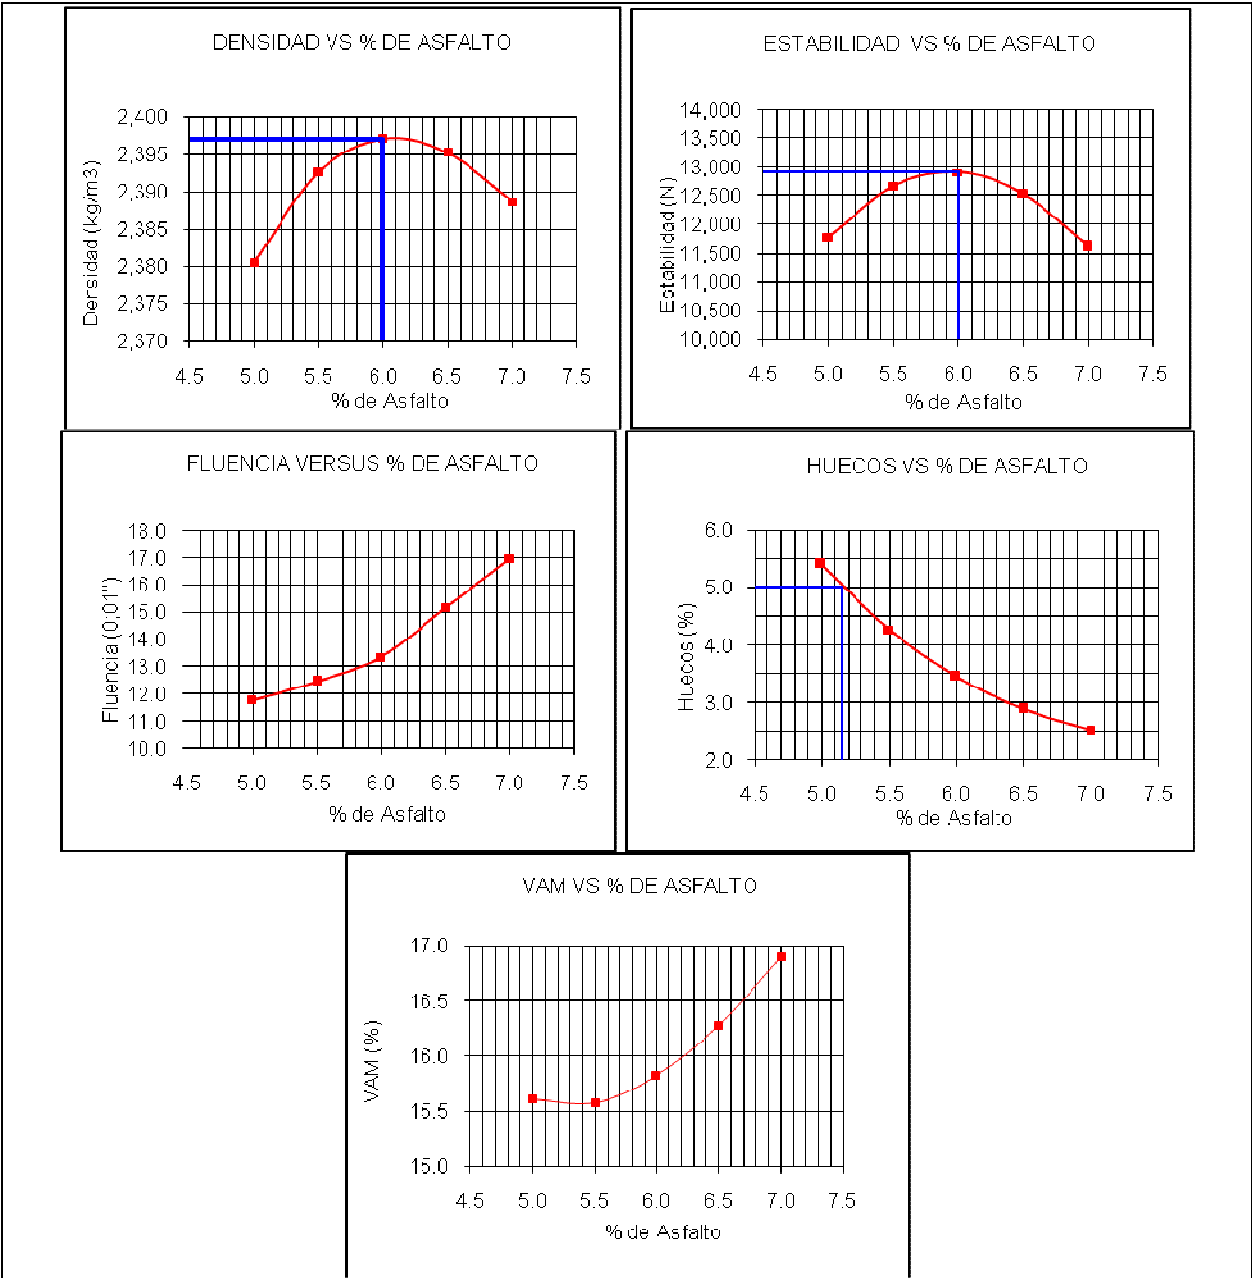 DENSIDAD VS % DE ASFALTO
2,400
2,395
2,390
2,385
2,380
2,375
2,370
Densidad (kg/m3)
4.5 5.0 5.5 6.0 6.5 7.0 7.5
% de Asfalto
ESTABILIDAD VS % DE ASFALTO
14,000
13,500
13,000
12,500
12,000
11,500
11,000
10,500
10,000
Estabilidad (N)
4.5 5.0 5.5 6.0 6.5 7.0 7.5
% de Asfalto
FLUENCIA VERSUS % DE ASFALTO
18.0
17.0
16.0
15.0
14.0
13.0
12.0
11.0
10.0
Fluencia (0,01")
4.5 5.0 5.5 6.0 6.5 7.0 7.5
% de Asfalto
HUECOS VS % DE ASFALTO
6.0
5.0
4.0
3.0
2.0
Huecos (%)
4.5 5.0 5.5 6.0 6.5 7.0 7.5
% de Asfalto
VAM VS % DE ASFALTO
17.0
16.5
16.0
15.5
15.0
VAM (%)
4.5 5.0 5.5 6.0 6.5 7.0 7.5
% de Asfalto